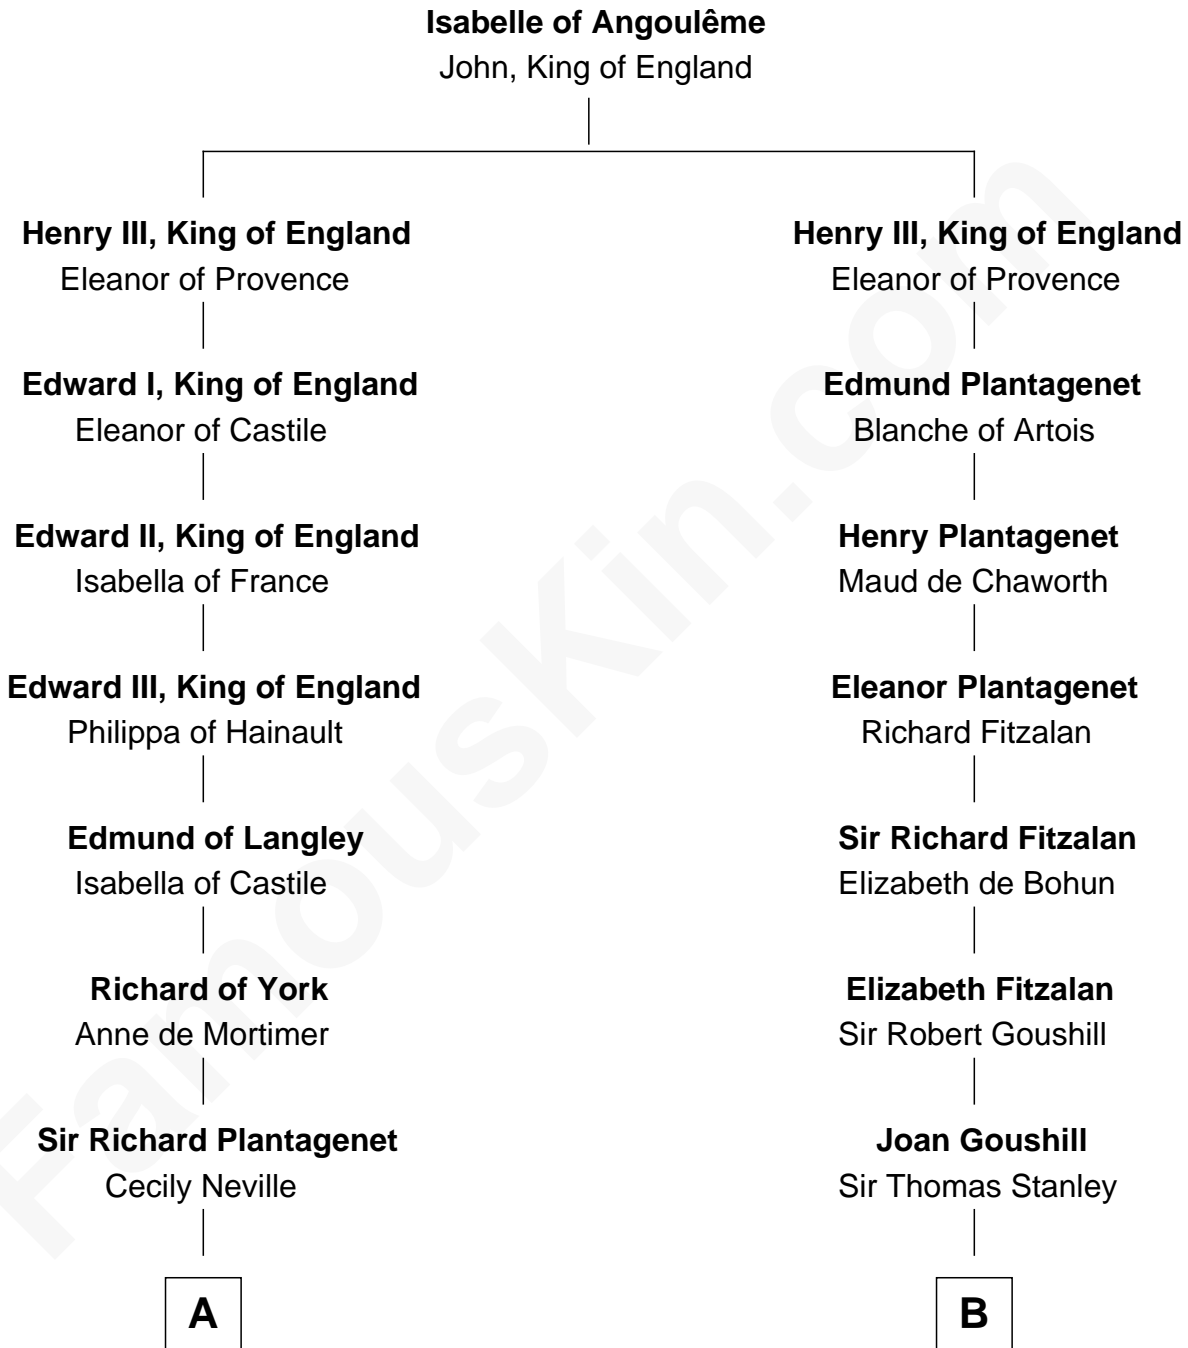 Isabelle of Angoulême
John, King of England
Henry III, King of England
Eleanor of Provence
Edward I, King of England
Eleanor of Castile
Edward II, King of England
Isabella of France
Edward III, King of England
Philippa of Hainault
Edmund of Langley
Isabella of Castile
Richard of York
Anne de Mortimer
Sir Richard Plantagenet
Cecily Neville
A
Henry III, King of England
Eleanor of Provence
Edmund Plantagenet
Blanche of Artois
Henry Plantagenet
Maud de Chaworth
Eleanor Plantagenet
Richard Fitzalan
Sir Richard Fitzalan
Elizabeth de Bohun
Elizabeth Fitzalan
Sir Robert Goushill
Joan Goushill
Sir Thomas Stanley
B
FamousKin.com